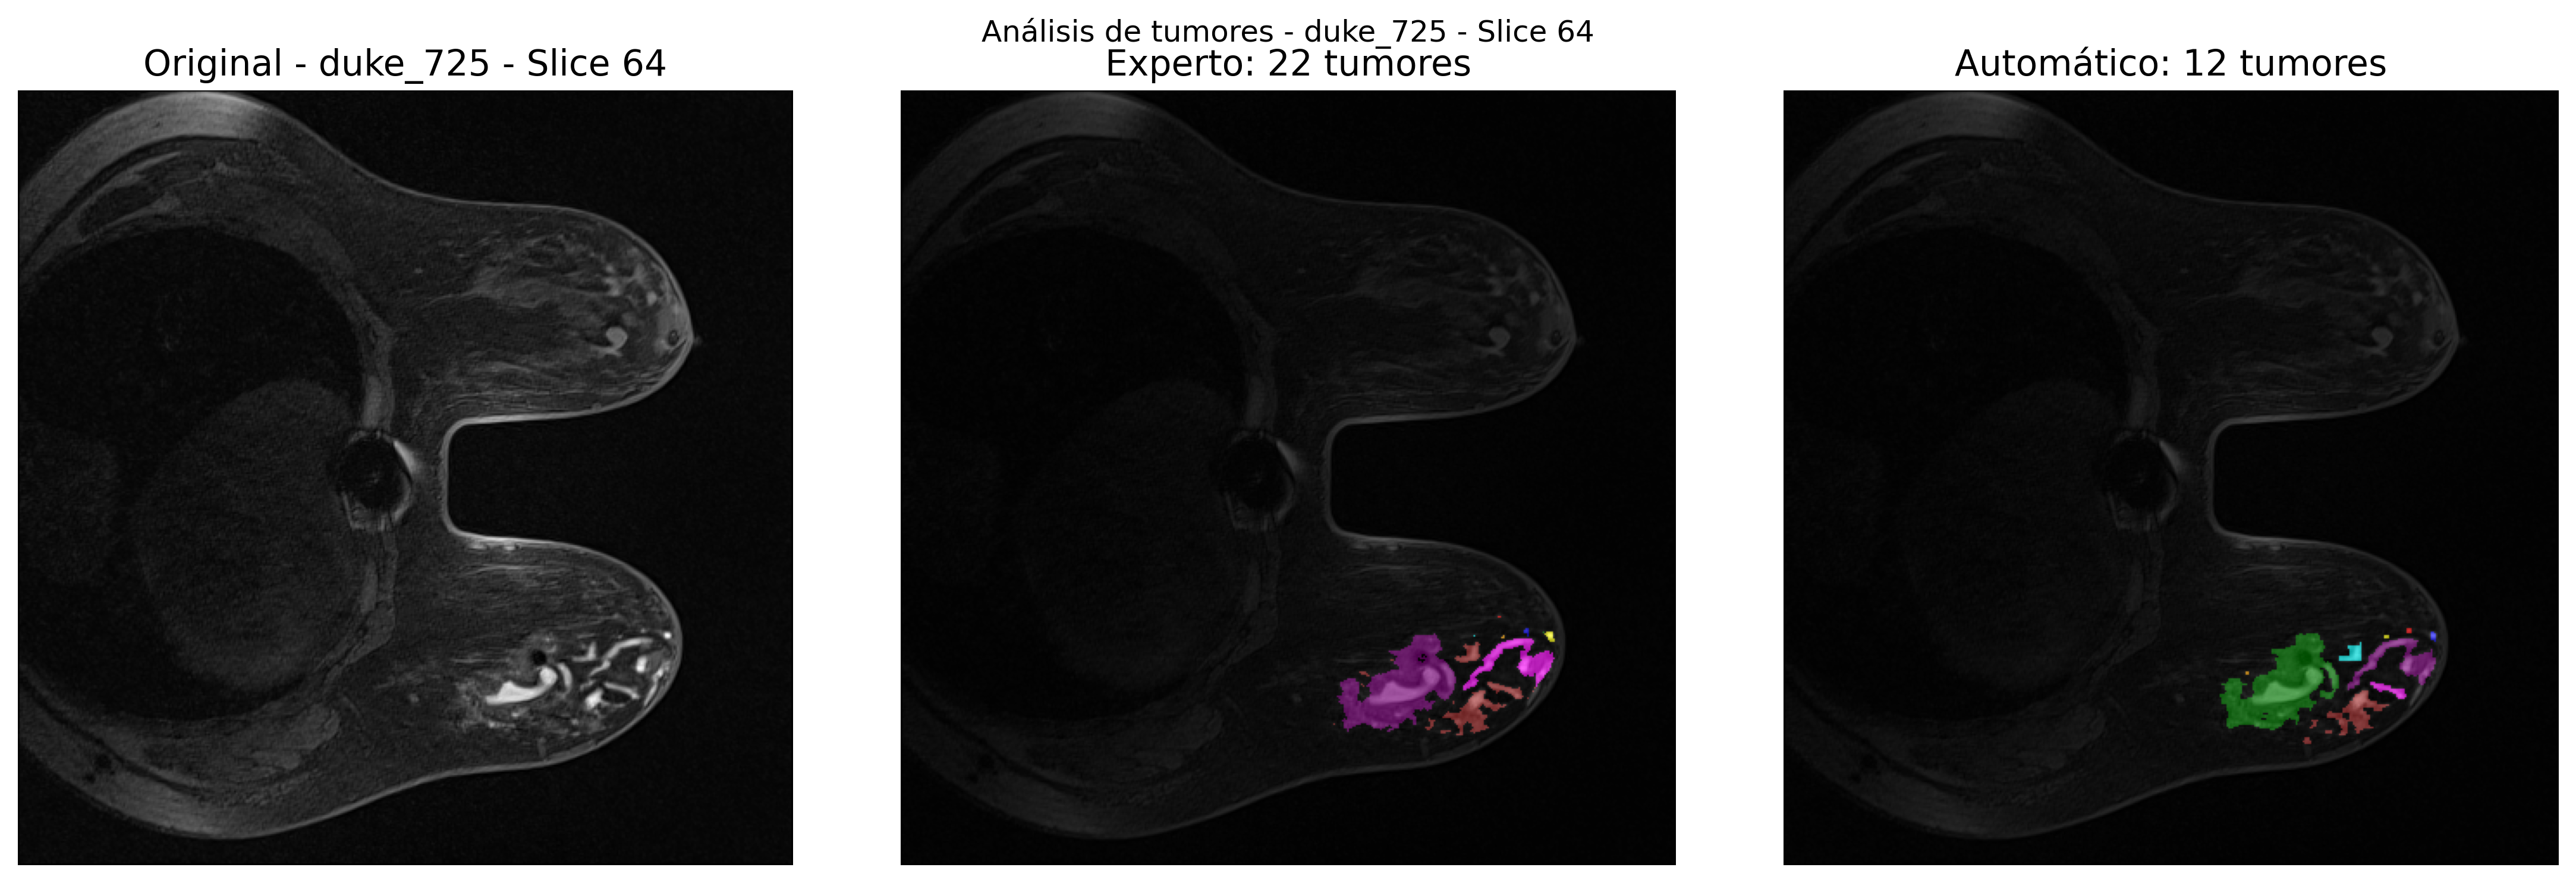 Análisis de tumores - duke_725 - Slice 64
Original - duke_725 - Slice 64
Experto: 22 tumores
Automático: 12 tumores